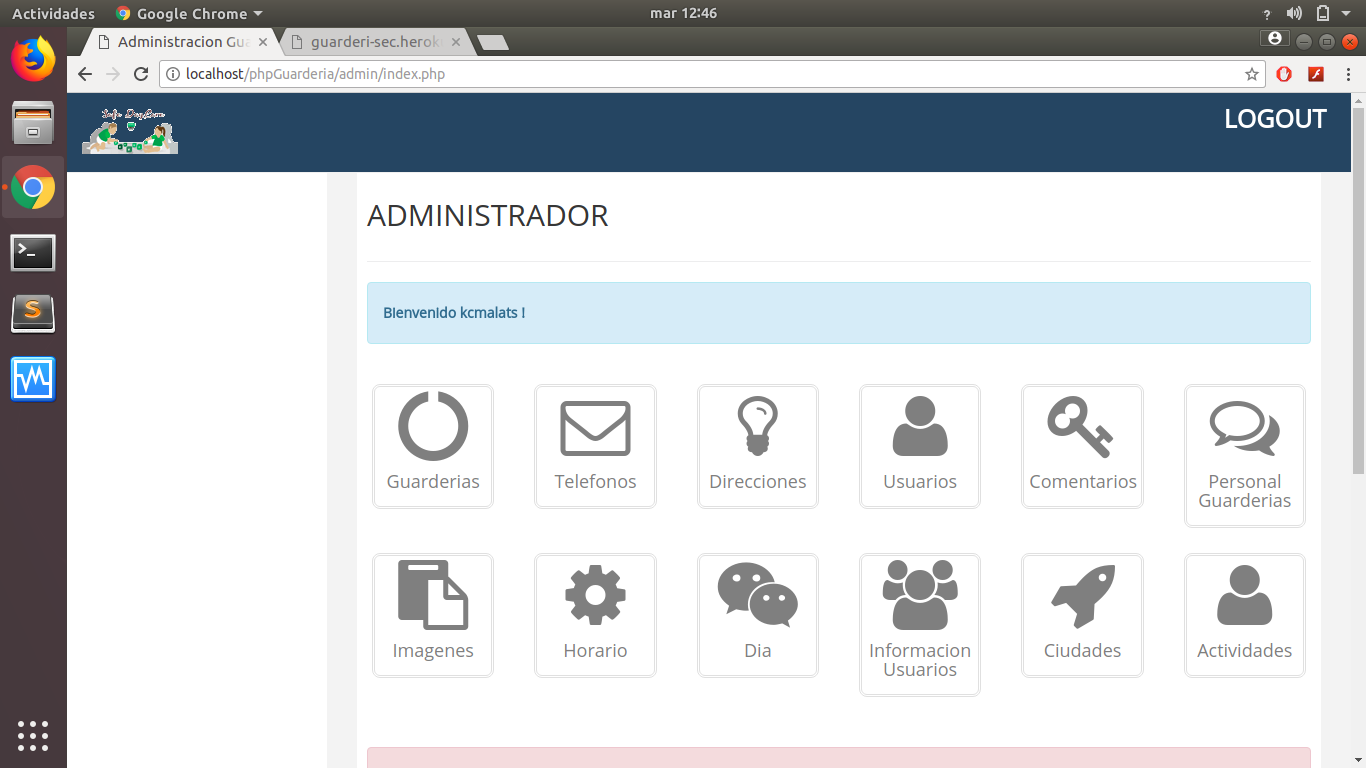 Actividades
Google Chrome
mar 12:46
?
Administracion Gua
guarderi-sec.herok
localhost/phpGuarderia/admin/index.php
LOGOUT
ADMINISTRADOR
Bienvenido kcmalats !
Guarderias
Telefonos
Direcciones
Usuarios
Comentarios
Personal
Guarderias
Imagenes
Horario
Dia
Informacion
Usuarios
Ciudades
Actividades